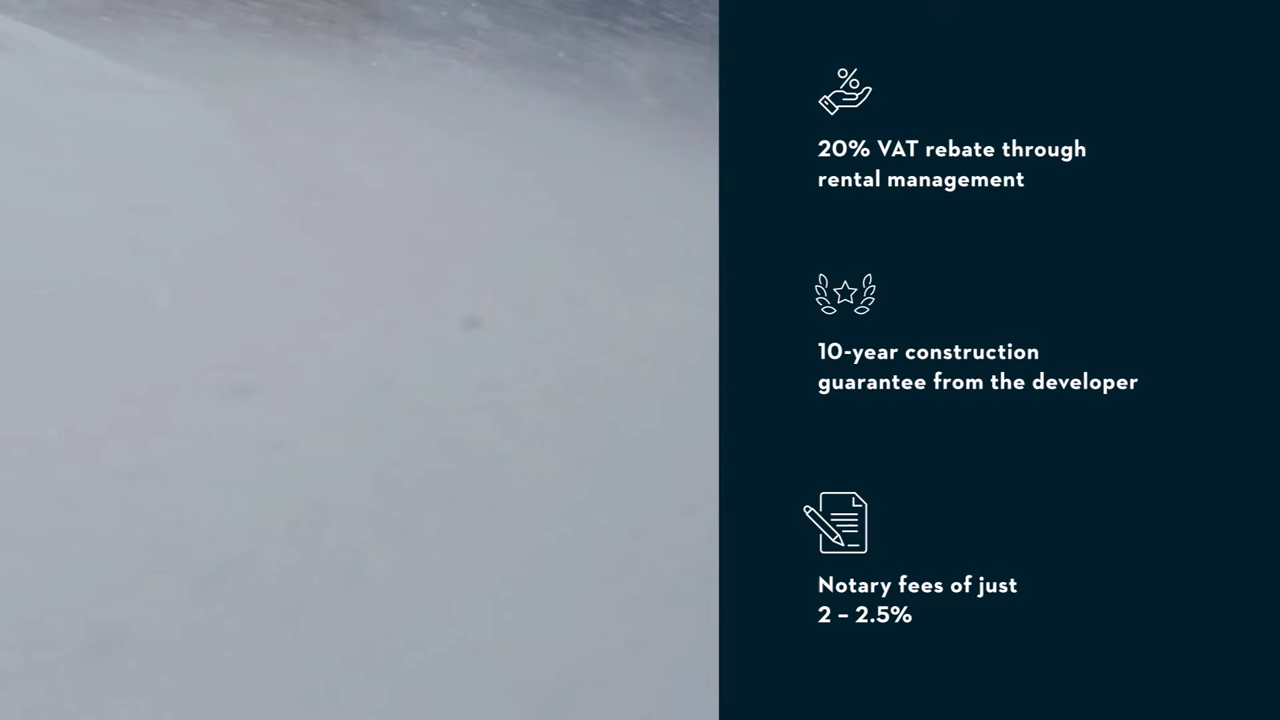 20% VAT rebate through
rental management
10-year construction
guarantee from the developer
Notary fees of just
2 – 2.5%